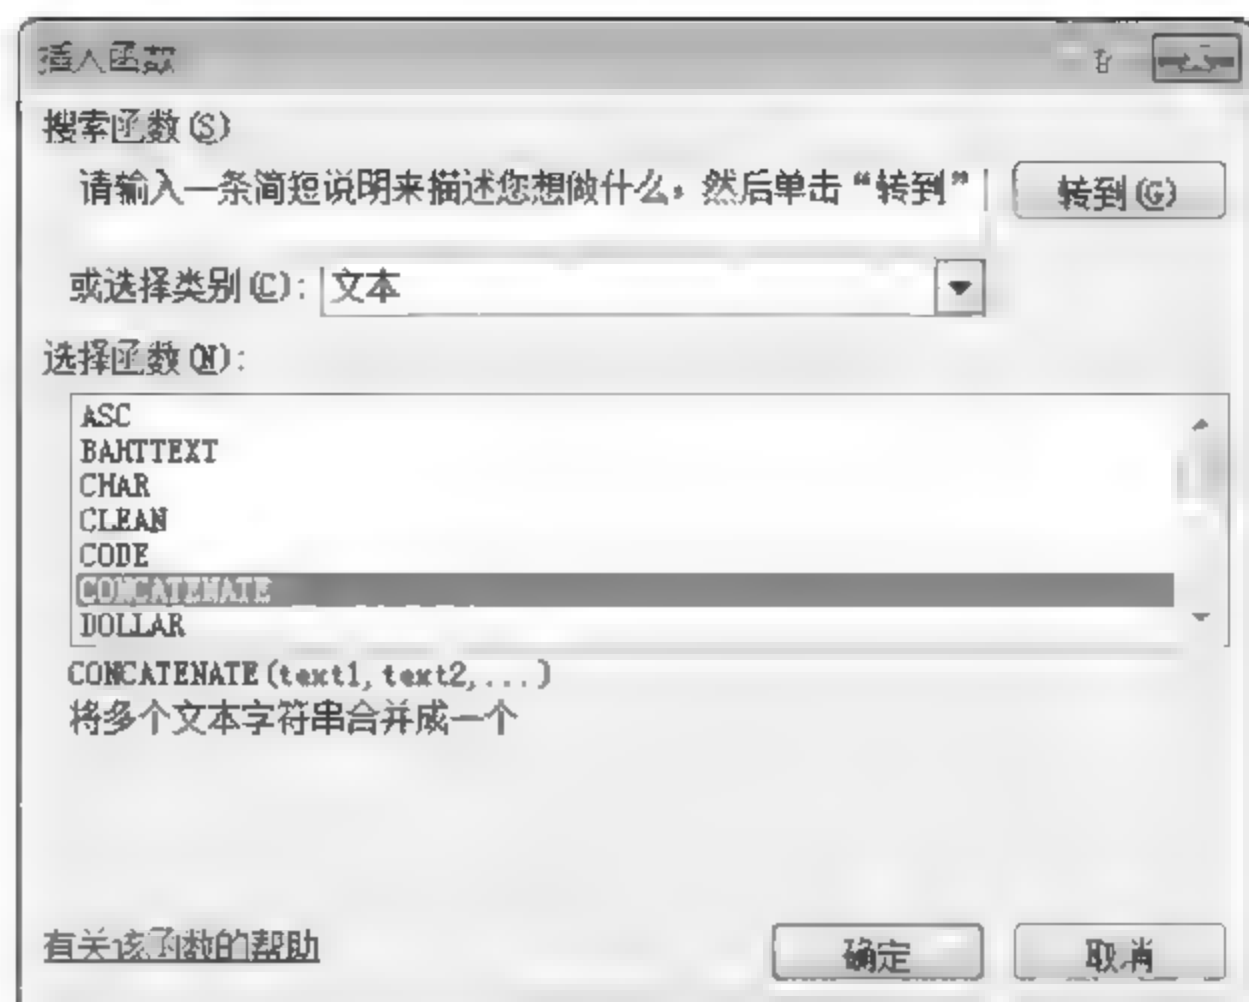 插入函数
搜索函数(S)
请输入一条简短说明来描述您想做什么，然后单击“转到”
转到(G)
或选择类别(C)：文本
选择函数(N)：
ASC
BAHTTEXT
CHAR
CLEAN
CODE
CONCATENATE
DOLLAR
CONCATENATE(text1,text2,...)
将多个文本字符串合并成一个
有关该函数的帮助
确定
取消